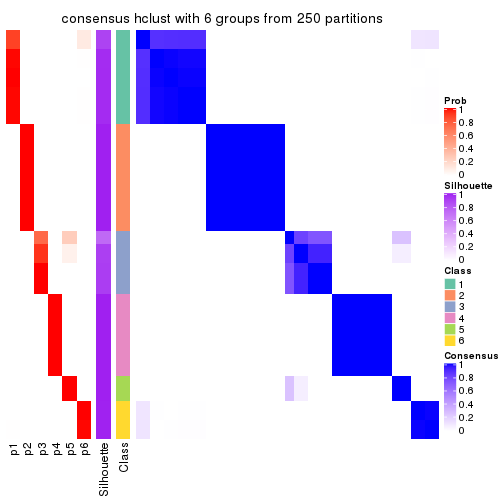 consensus hclust with 6 groups from 250 partitions
Prob
1
0.8
0.6
0.4
0.2
0
Silhouette
1
0.8
0.6
0.4
0.2
0
Class
1
2
3
4
5
6
Consensus
1
0.8
0.6
0.4
0.2
0
p1
p2
p3
p4
p5
p6
Silhouette
Class